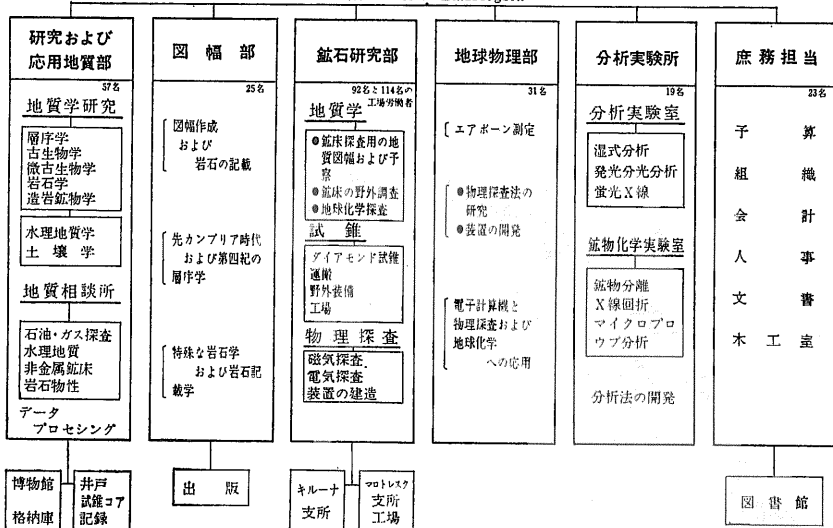 研究および
応用地質部
57名
地質学研究
層序学
古生物学
微古生物学
岩石学
造岩鉱物学
水理地質学
土壌学
地質相談所
石油・ガス探査
水理地質
非金属鉱床
岩石物性
データ
プロセシング
博物館
格納庫
井戸
試錐コア
記録
図幅部
25名
図幅作成
および
岩石の記載
先カンブリア時代
および第四紀の
層序学
特殊な岩石学
および岩石記
載学
出版
鉱石研究部
92名と114名の
工場労働者
地質学
●鉱床探査用の地
質図幅および予
察
●鉱床の野外調査
●地球化学探査
試錐
ダイアモンド試錐
運搬
野外装備
工場
物理探査
磁気探査
電気探査
装置の建造
キルーナ
支所
マロトレスク
支所
工場
地球物理部
31名
エアボーン測定
●物理探査法の
研究
●装置の開発
電子計算機と
物理探査および
地球化学
への応用
分析実験所
19名
分析実験室
湿式分析
発光分光分析
蛍光X線
鉱物化学実験室
鉱物分離
X線回折
マイクロプロ
ウブ分析
分析法の開発
庶務担当
23名
予算
組織
会計
人事
文書
木工室
図書館